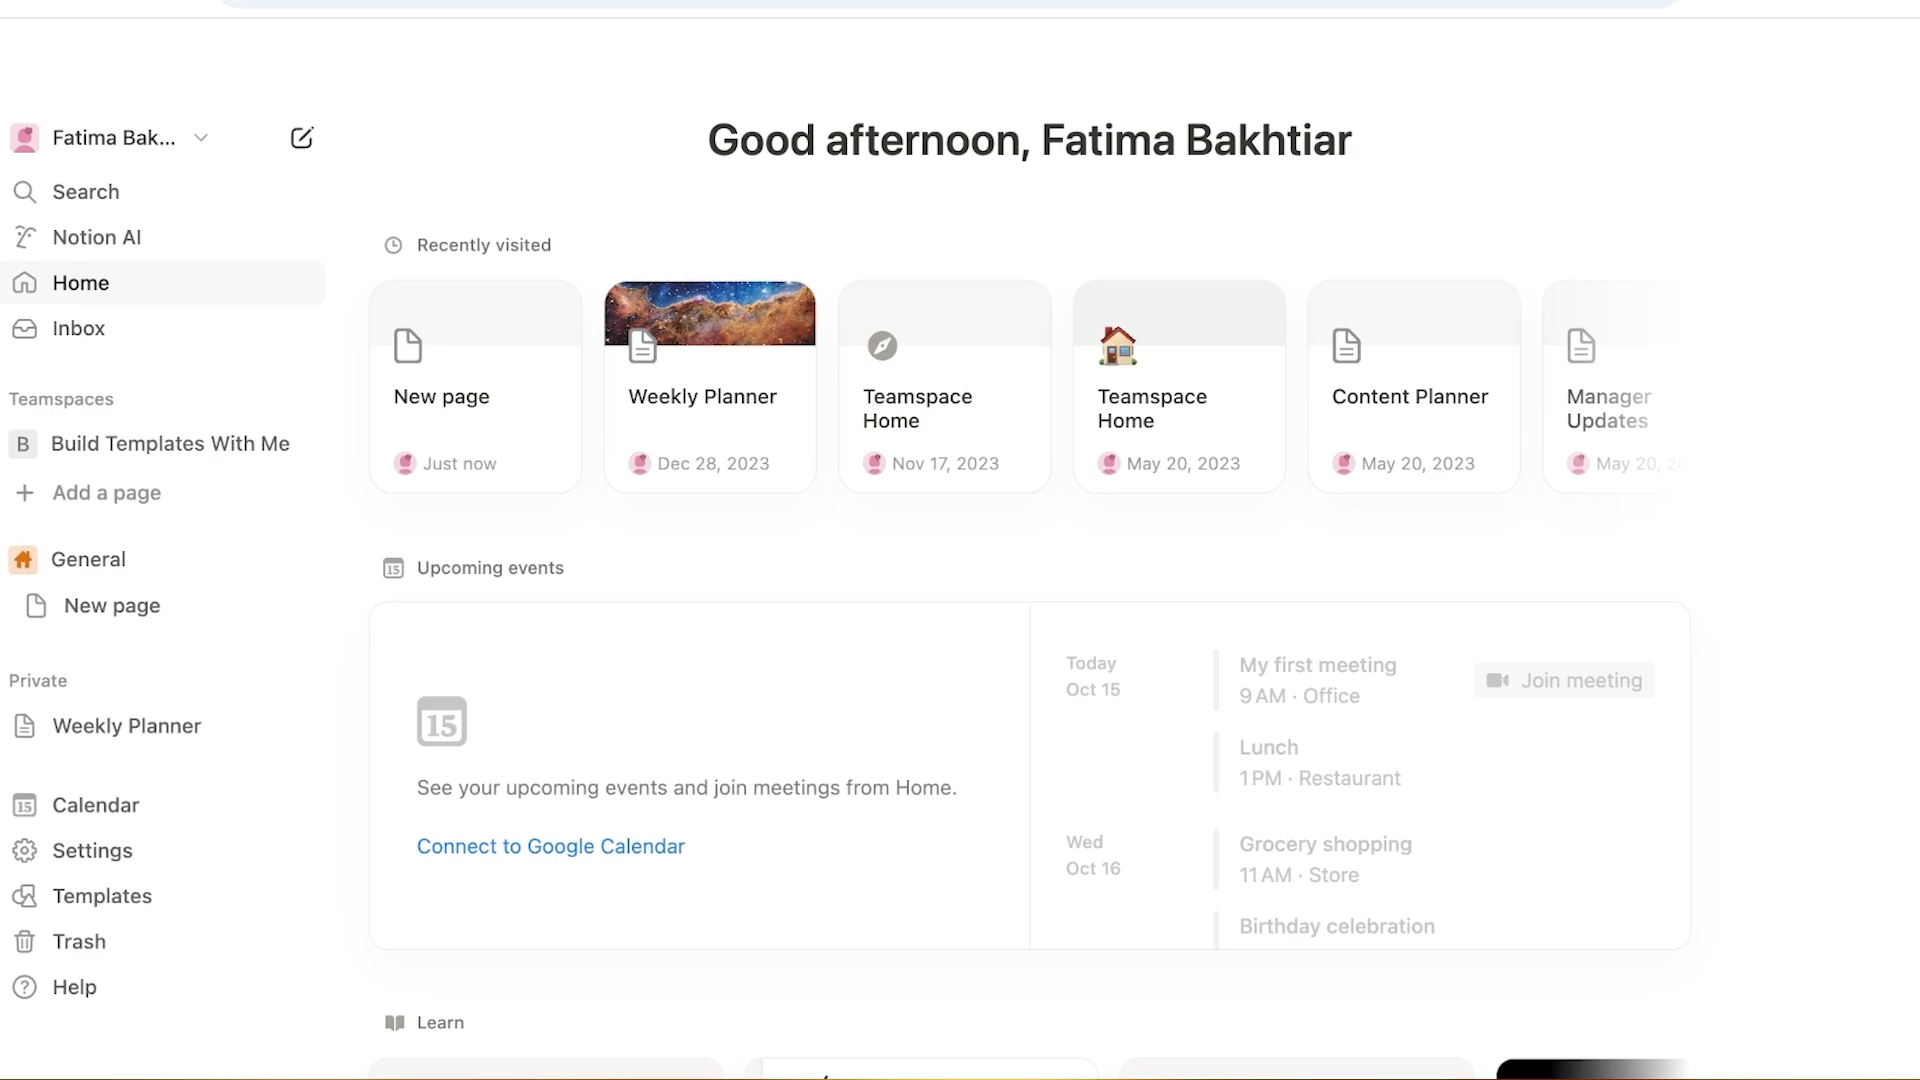 Fatima Bak...
Search
Notion AI
Home
Inbox
Teamspaces
B Build Templates With Me
Add a page
General
New page
Private
Weekly Planner
15 Calendar
Settings
Templates
Trash
Help
Good afternoon, Fatima Bakhtiar
Recently visited
New page
Just now
Weekly Planner
Dec 28, 2023
Teamspace
Home
Nov 17, 2023
Teamspace
Home
May 20, 2023
Content Planner
May 20, 2023
Manager
Updates
May 20, 20
15 Upcoming events
15
See your upcoming events and join meetings from Home.
Connect to Google Calendar
Today
Oct 15
My first meeting
9 AM · Office
Join meeting
Lunch
1 PM · Restaurant
Wed
Oct 16
Grocery shopping
11 AM · Store
Birthday celebration
Learn